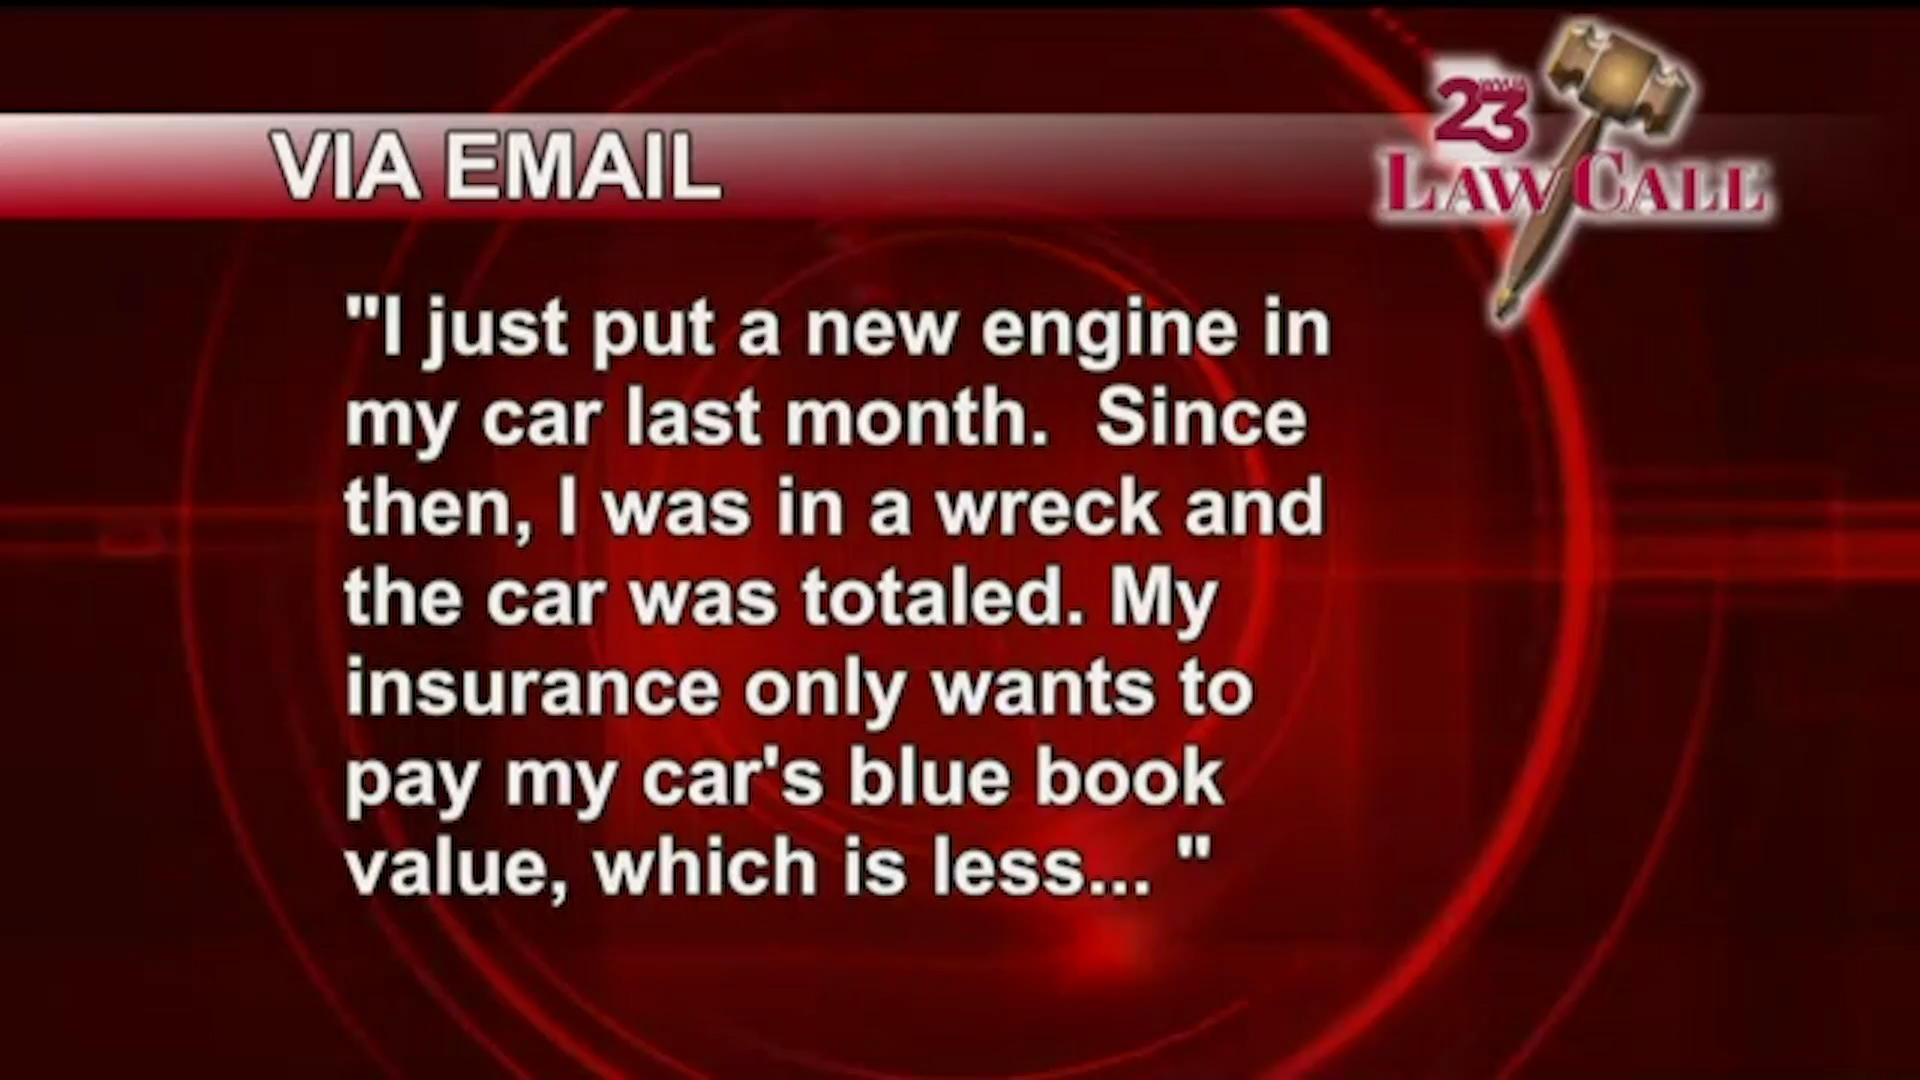 VIA EMAIL
23
LAW CALL
"I just put a new engine in
my car last month.  Since
then, I was in a wreck and
the car was totaled. My
insurance only wants to
pay my car's blue book
value, which is less... "